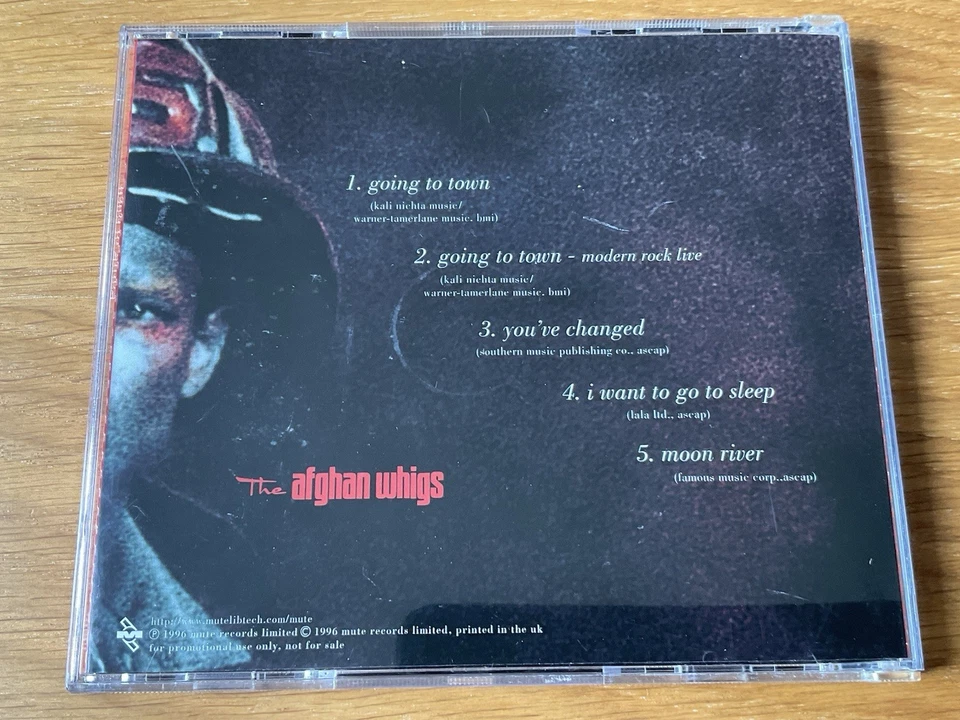 1. going to town
(kali nichta music/
warner-tamerlane music. bmi)
2. going to town - modern rock live
(kali nichta music/
warner-tamerlane music. bmi)
3. you've changed
(southern music publishing co., ascap)
4. i want to go to sleep
(lala ltd., ascap)
5. moon river
(famous music corp.,ascap)
The afghan whigs
http://www.mutelibtech.com/mute
Ⓟ 1996 mute records limited © 1996 mute records limited, printed in the uk
for promotional use only, not for sale